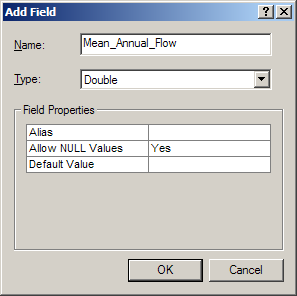 Add Field
Name: Mean_Annual_Flow
Type: Double
Field Properties
Alias
Allow NULL Values Yes
Default Value
OK Cancel